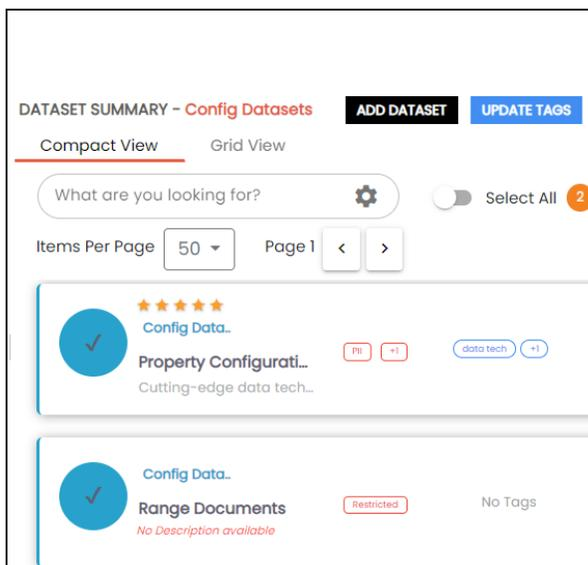 DATASET SUMMARY - Config Datasets
ADD DATASET
UPDATE TAGS
Compact View
Grid View
What are you looking for?
Select All
2
Items Per Page
50
Page 1
<
>
Config Data..
Property Configurati...
Cutting-edge data tech...
PII
+1
data tech
+1
Config Data..
Range Documents
No Description available
Restricted
No Tags